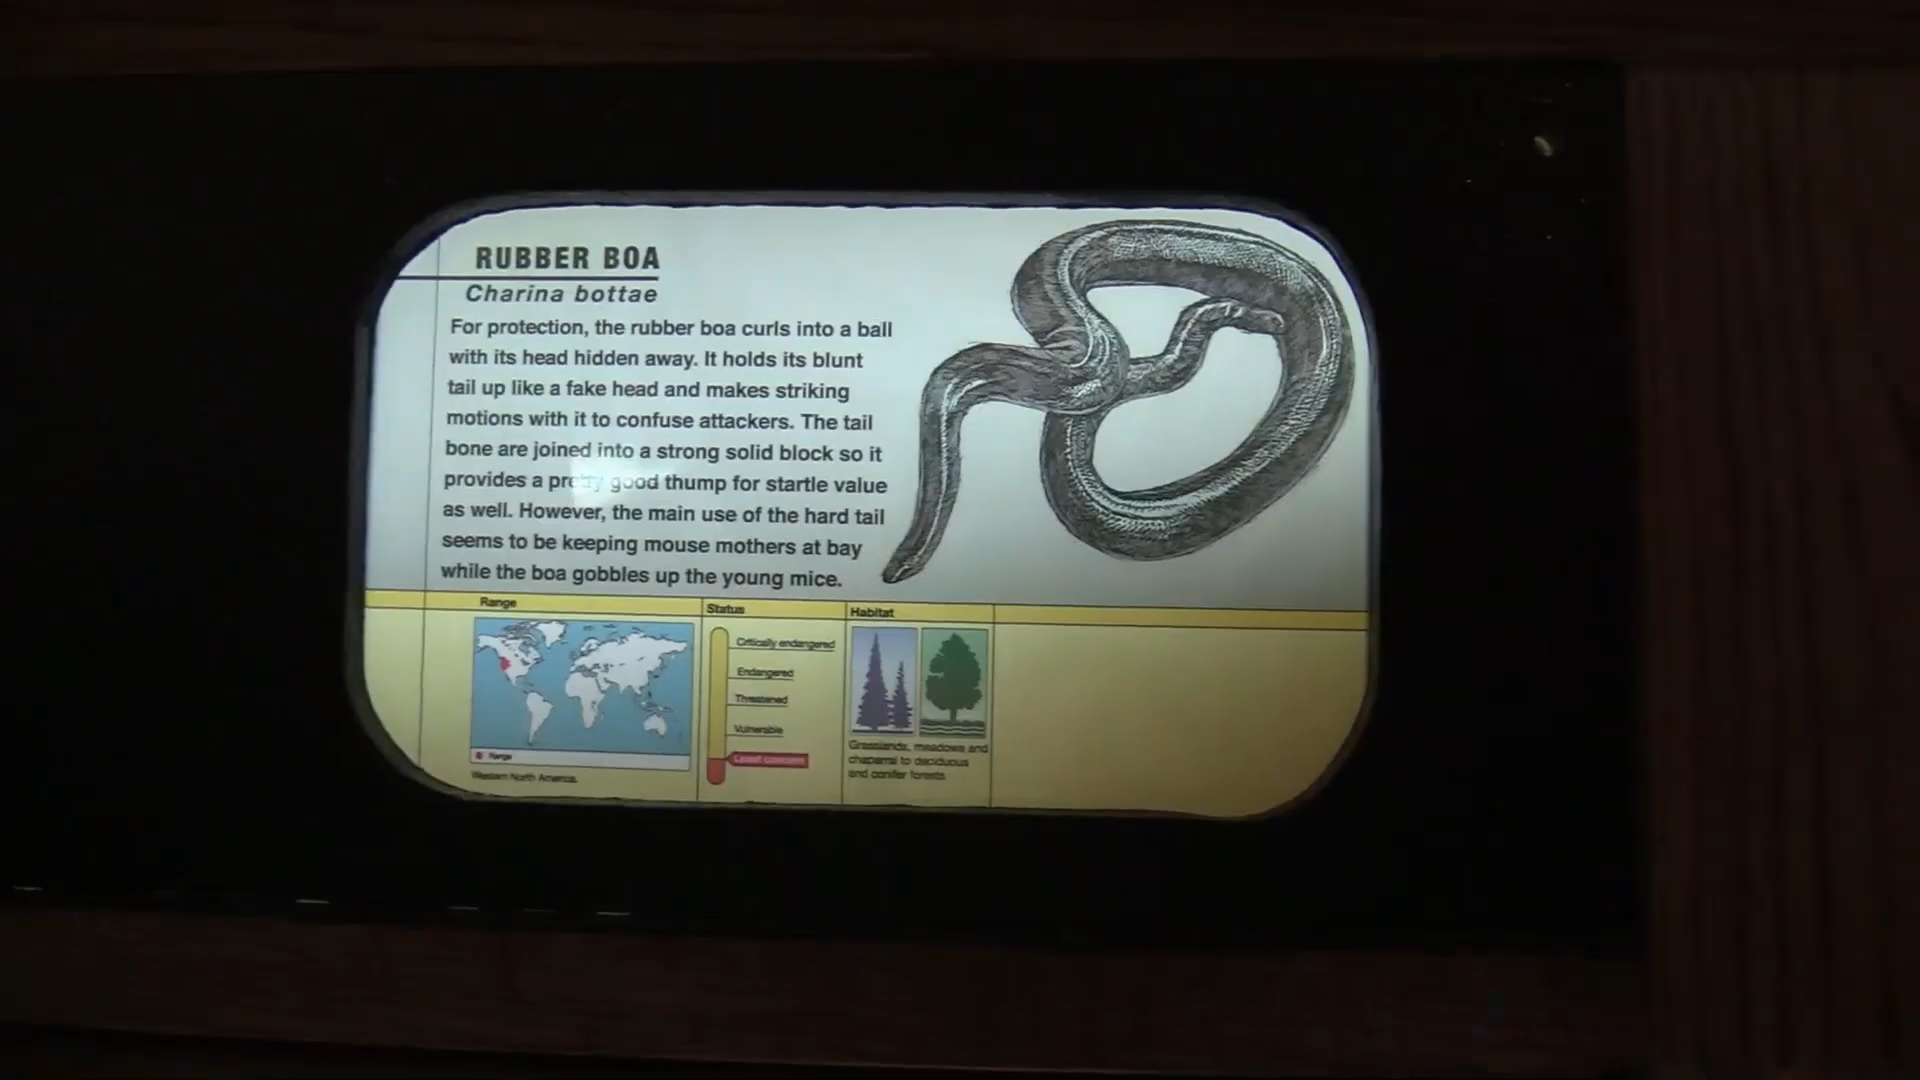 RUBBER BOA
Charina bottae
For protection, the rubber boa curls into a ball
with its head hidden away. It holds its blunt
tail up like a fake head and makes striking
motions with it to confuse attackers. The tail
bone are joined into a strong solid block so it
provides a pretty good thump for startle value
as well. However, the main use of the hard tail
seems to be keeping mouse mothers at bay
while the boa gobbles up the young mice.
Range
Status
Habitat
Critically endangered
Endangered
Threatened
Vulnerable
Least concern
Range
Western North America.
Grasslands, meadows and
chaparral to deciduous
and conifer forests